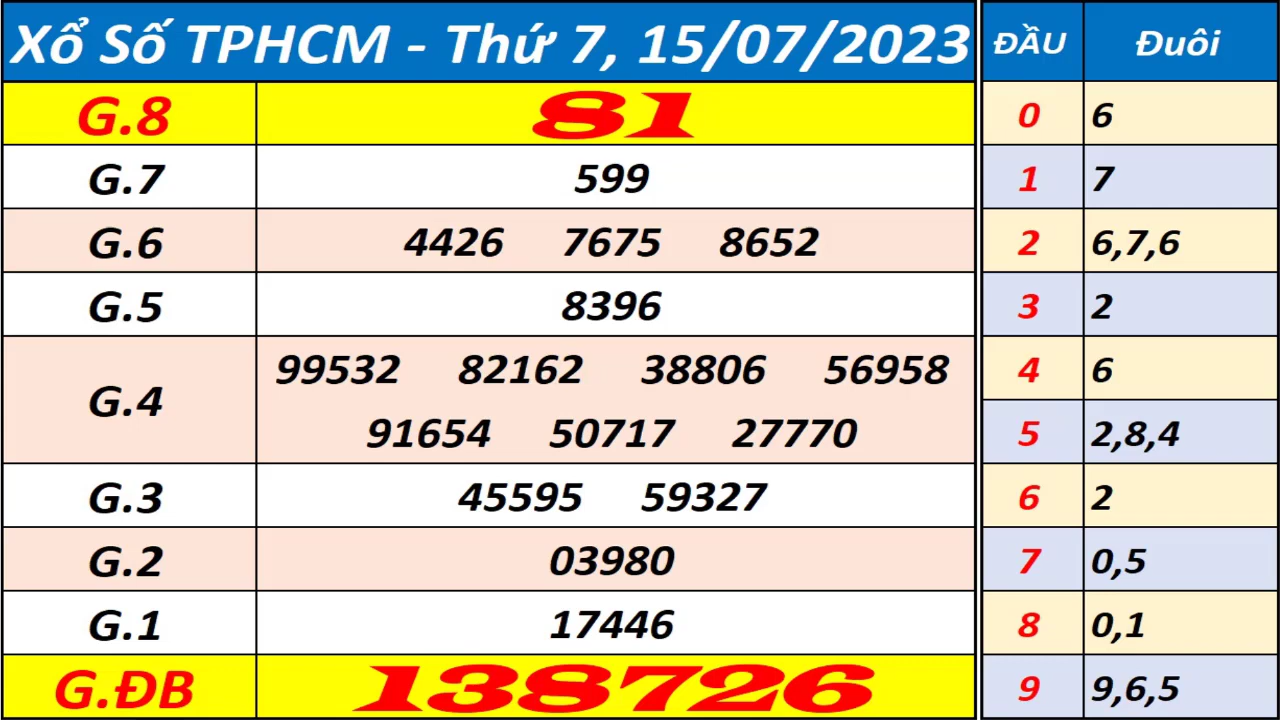 Xổ Số TPHCM - Thứ 7, 15/07/2023 ĐẦU Đuôi
G.8 81 0 6
G.7 599 1 7
G.6 4426 7675 8652 2 6,7,6
G.5 8396 3 2
G.4 99532 82162 38806 56958 4 6
91654 50717 27770 5 2,8,4
G.3 45595 59327 6 2
G.2 03980 7 0,5
G.1 17446 8 0,1
G.ĐB 138726 9 9,6,5